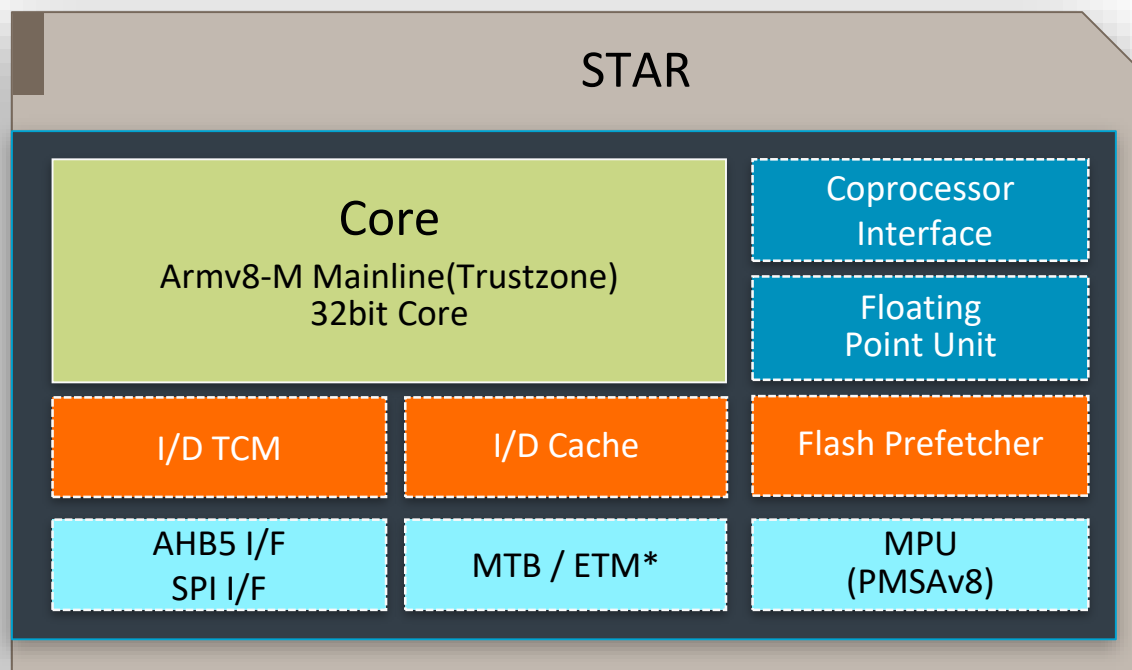 STAR
Core
Armv8-M Mainline(Trustzone)
32bit Core
Coprocessor
Interface
Floating
Point Unit
I/D TCM
I/D Cache
Flash Prefetcher
AHB5 I/F
SPI I/F
MTB / ETM*
MPU
(PMSAv8)